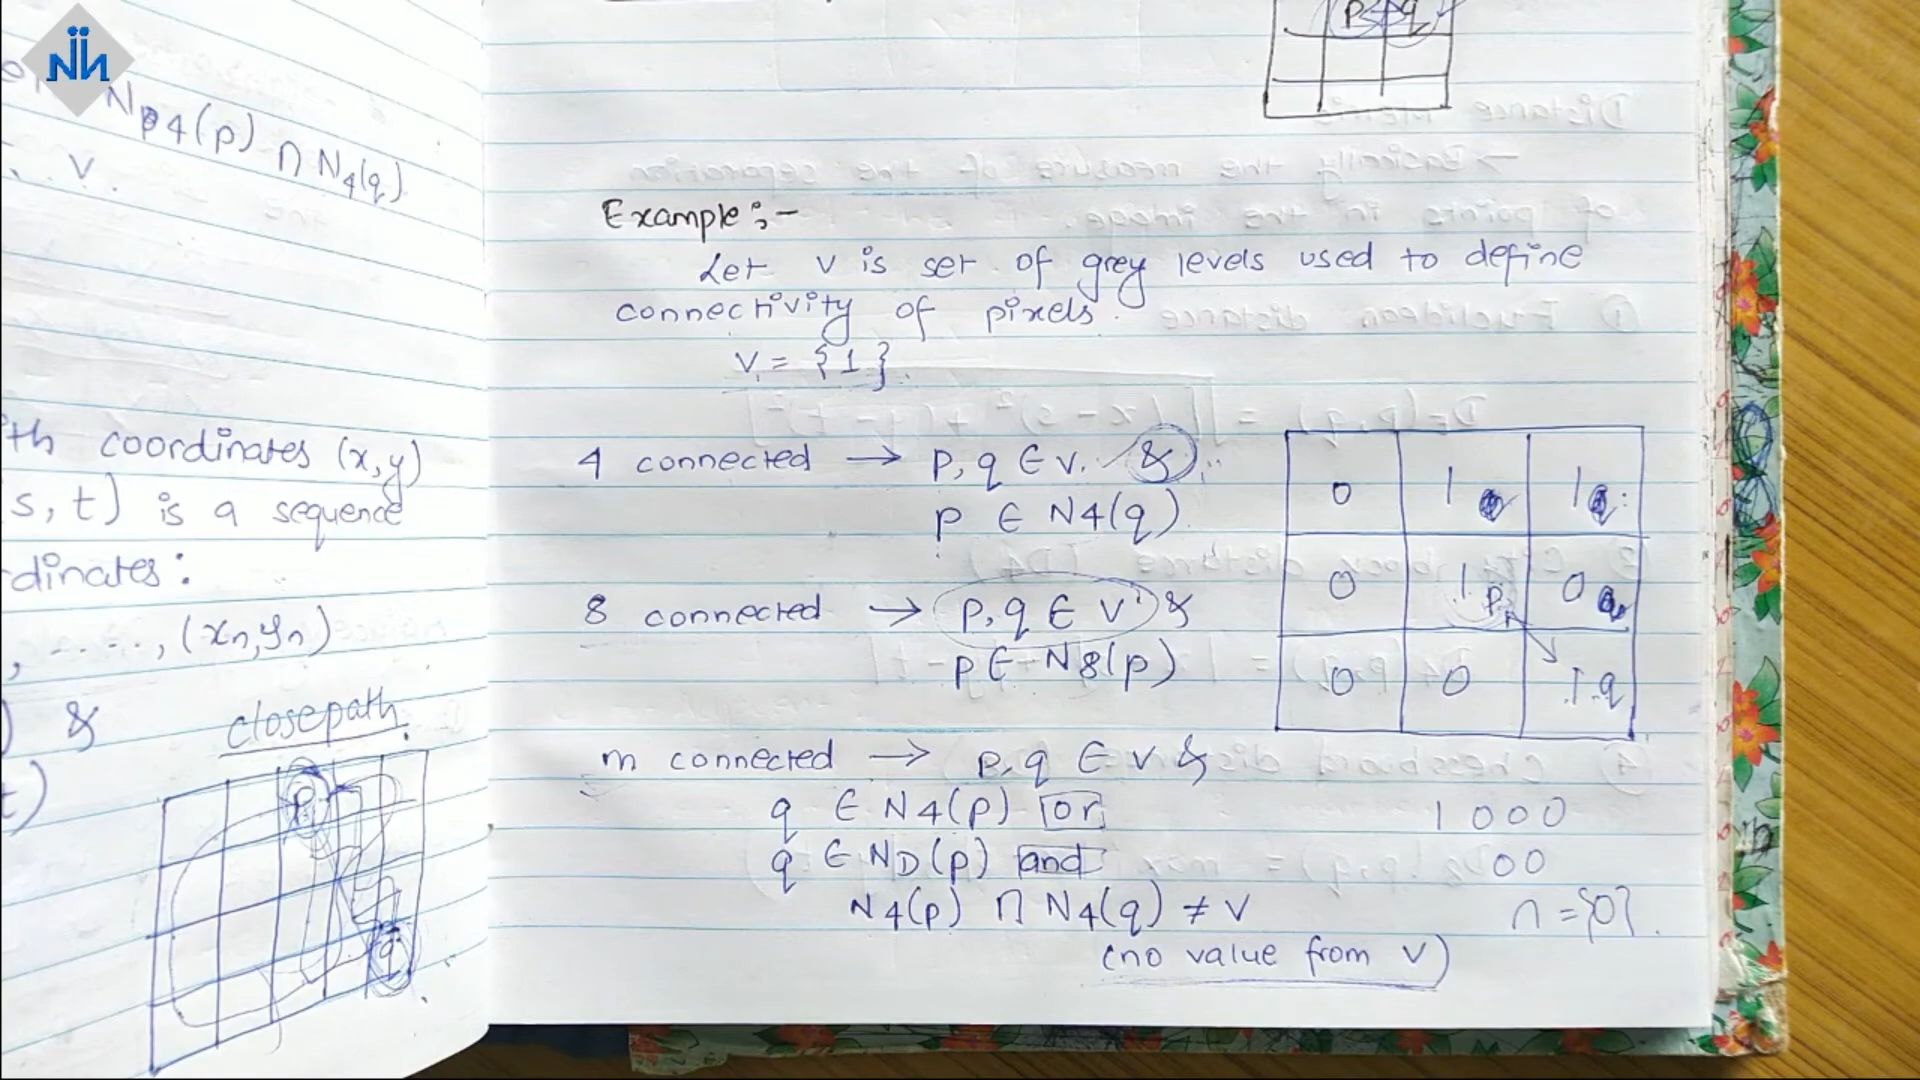 N4(p) ∩ N4(q)
V.
th coordinates (x,y)
s, t) is a sequence
dinates:
, ...., (xn,yn)
) &
closepath.
t)
p
q
p q
Example:-
Let V is set of grey levels used to define
connectivity of pixels.
V = {1}.
4 connected → p, q ∈ V. &
p ∈ N4(q)
8 connected → p, q ∈ V &
p ∈ N8(p)
m connected → p, q ∈ V &
q ∈ N4(p) or
q ∈ ND(p) and
N4(p) ∩ N4(q) ≠ V
(no value from V)
0 1 1
0 1 p 0
0 0 1 q
1 0 0 0
0 0
∩ = {0}.